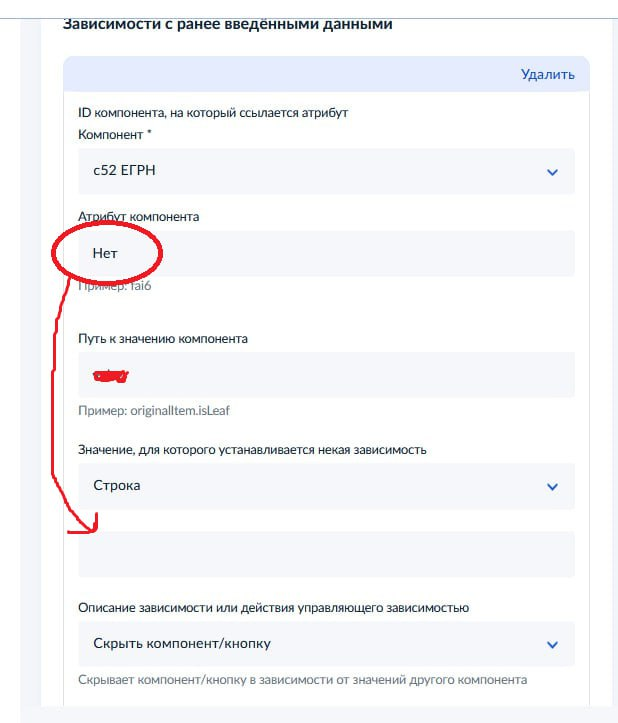 Зависимости с ранее введёнными данными
Удалить
ID компонента, на который ссылается атрибут
Компонент *
с52 ЕГРН
Атрибут компонента
Нет
Пример: fai6
Путь к значению компонента
Пример: originalItem.isLeaf
Значение, для которого устанавливается некая зависимость
Строка
Описание зависимости или действия управляющего зависимостью
Скрыть компонент/кнопку
Скрывает компонент/кнопку в зависимости от значений другого компонента